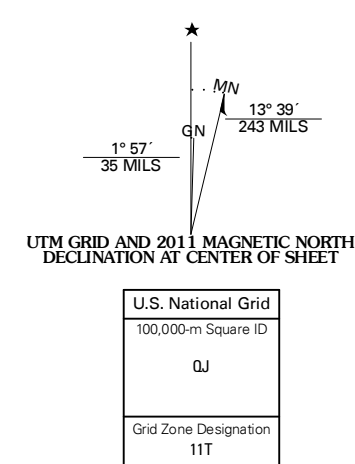 MN
GN
13° 39´
243 MILS
1° 57´
35 MILS
UTM GRID AND 2011 MAGNETIC NORTH
DECLINATION AT CENTER OF SHEET
U.S. National Grid
100,000-m Square ID
QJ
Grid Zone Designation
11T